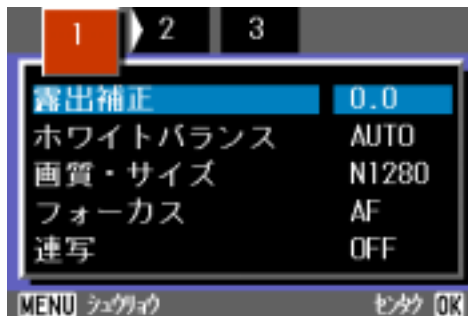 1 2 3
露出補正 0.0
ホワイトバランス AUTO
画質・サイズ N1280
フォーカス AF
連写 OFF
MENU シュウリョウ センタク OK